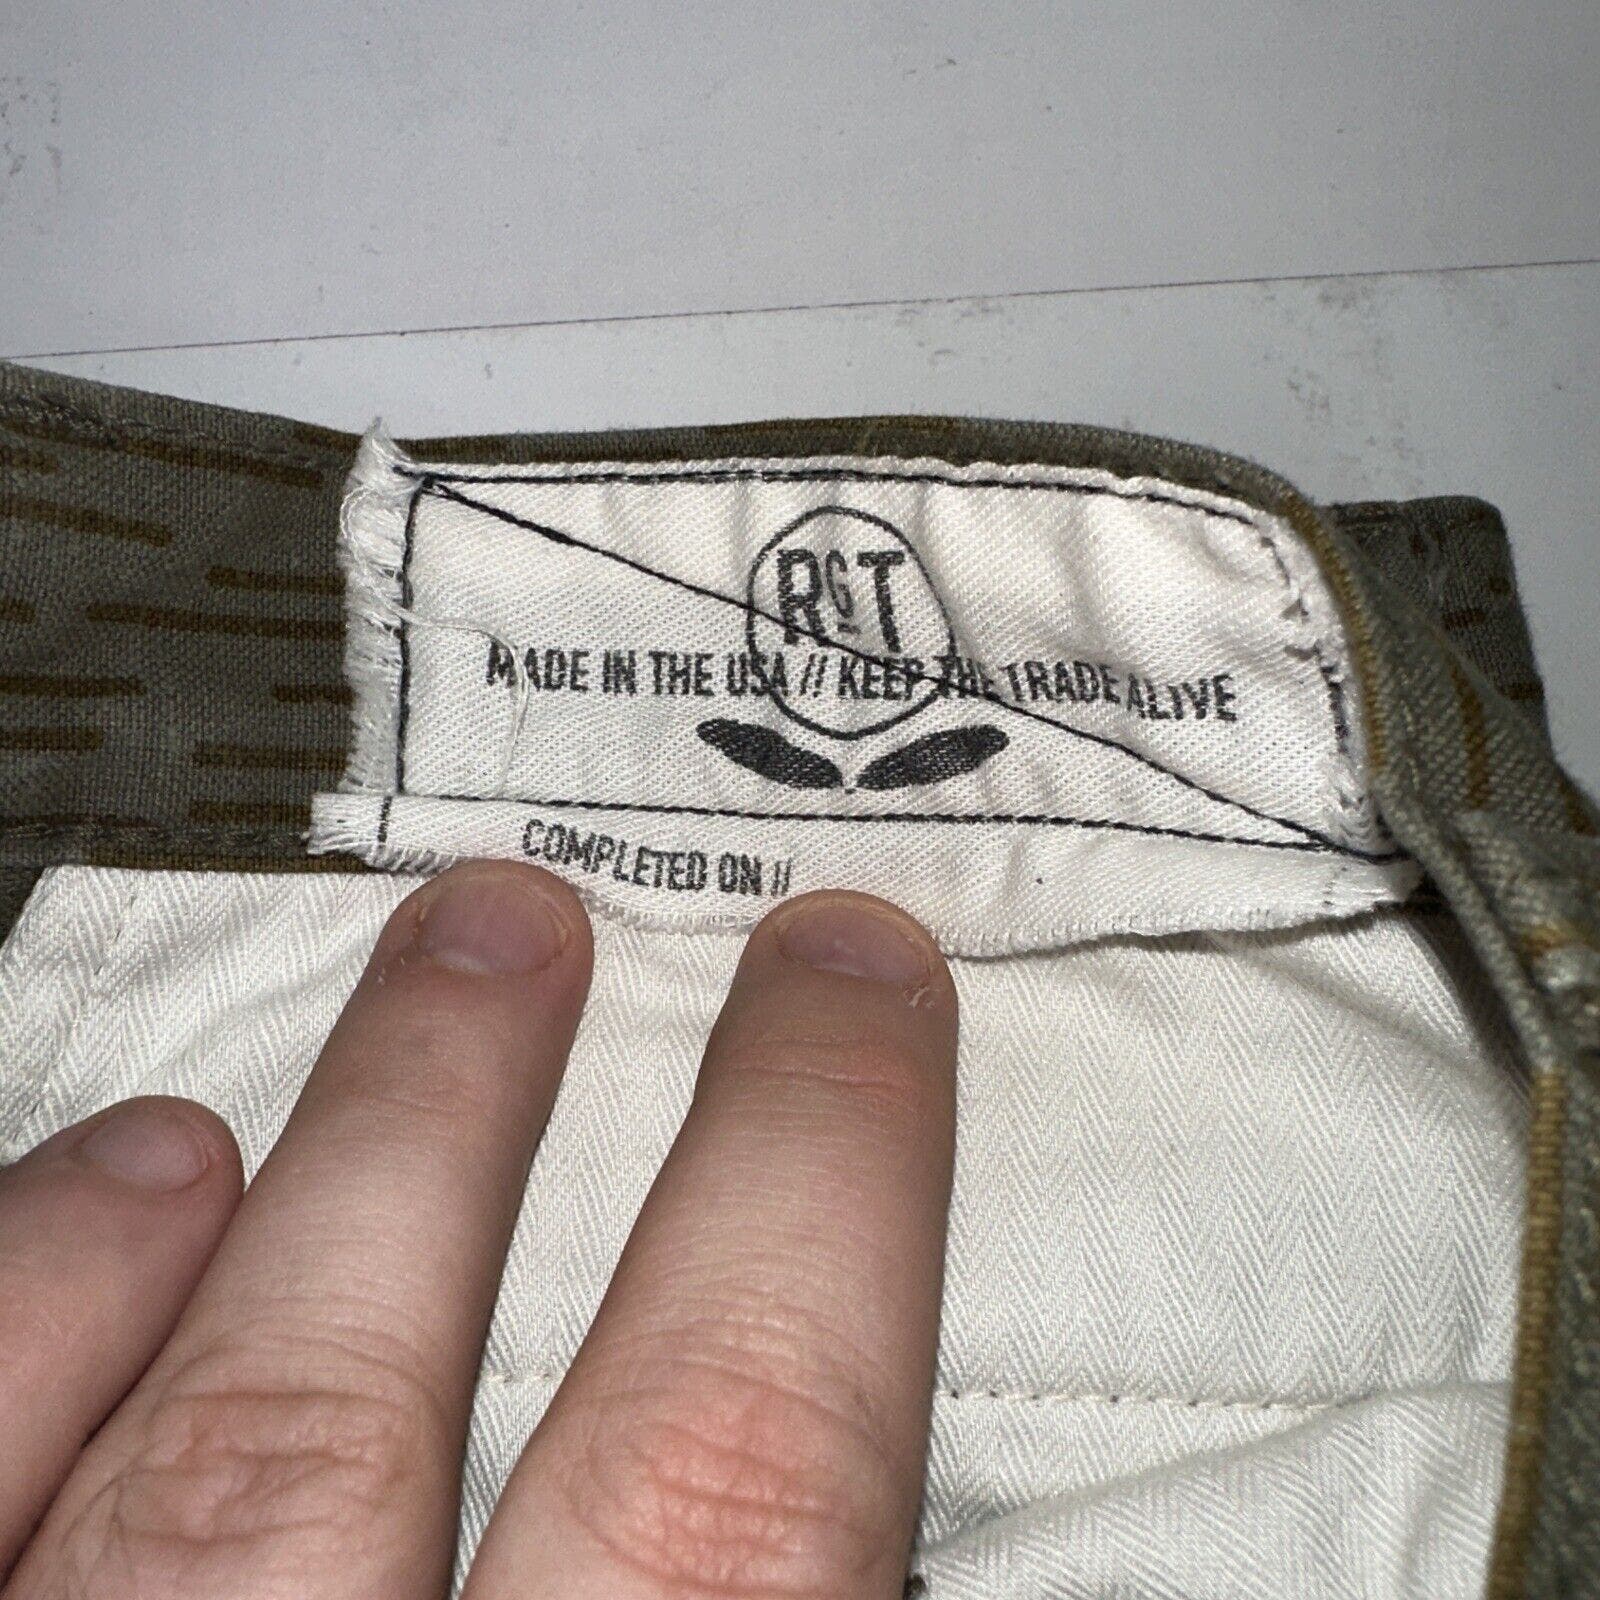 RGT
MADE IN THE USA // KEEP THE TRADE ALIVE
COMPLETED ON //